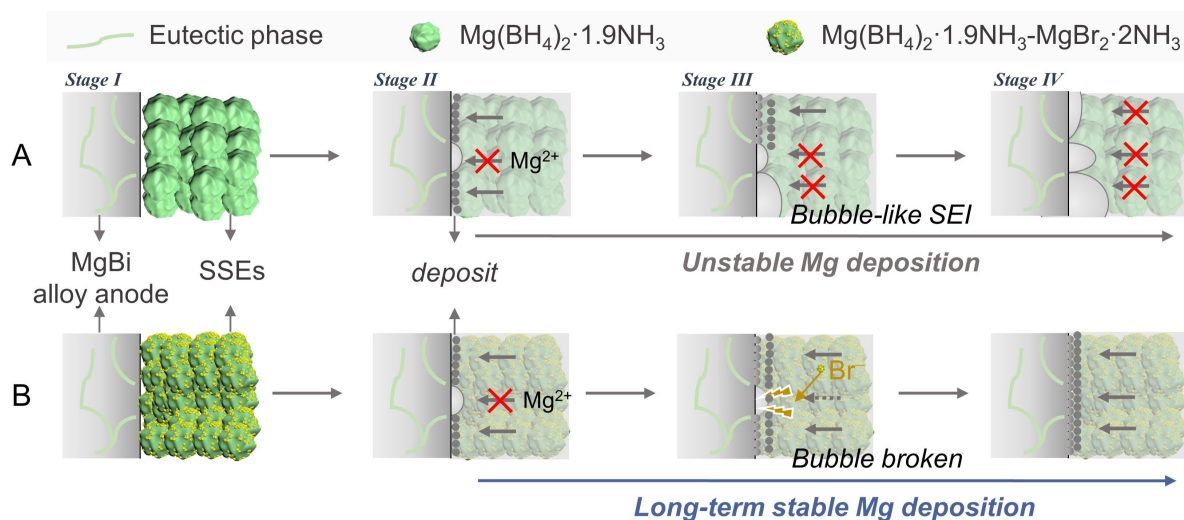 Eutectic phase
Mg(BH₄)₂·1.9NH₃
Mg(BH₄)₂·1.9NH₃-MgBr₂·2NH₃
Stage I
Stage II
Stage III
Stage IV
A
Mg²⁺
Bubble-like SEI
Unstable Mg deposition
MgBi
alloy anode
SSEs
deposit
B
Mg²⁺
Br⁻
Bubble broken
Long-term stable Mg deposition